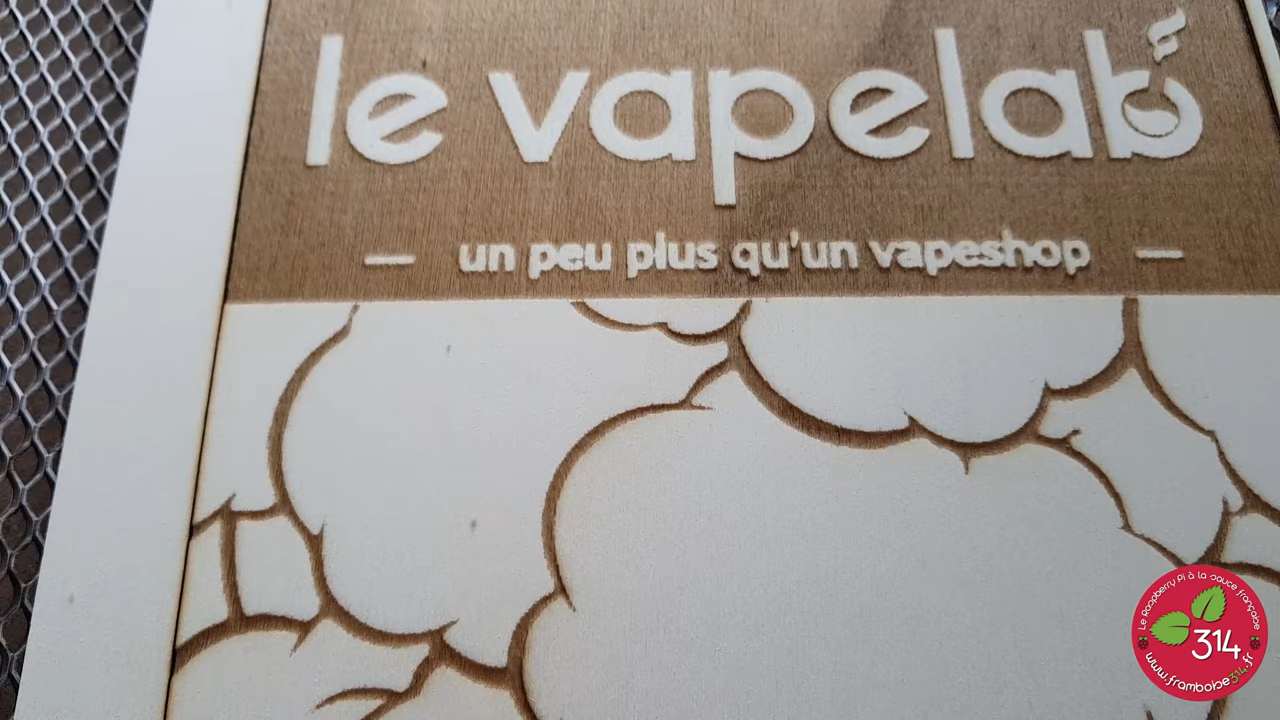 le vapelab
— un peu plus qu'un vapeshop —
Le Raspberry Pi à la sauce française
314
www.framboise314.fr